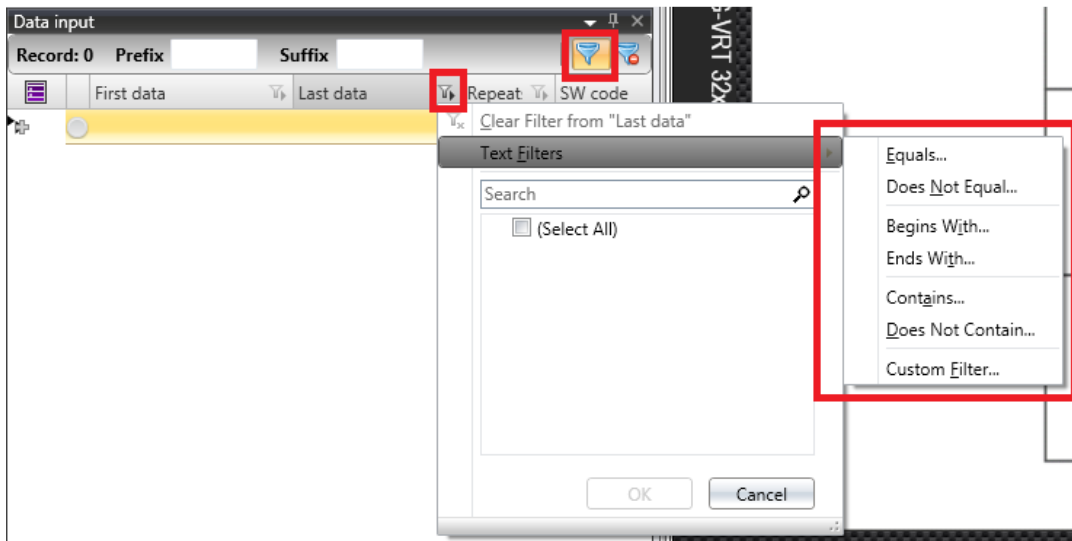 Data input
Record: 0 Prefix Suffix
First data Last data Repeat SW code
Clear Filter from "Last data"
Text Filters
Search
(Select All)
OK Cancel
Equals...
Does Not Equal...
Begins With...
Ends With...
Contains...
Does Not Contain...
Custom Filter...
-VRT 32x